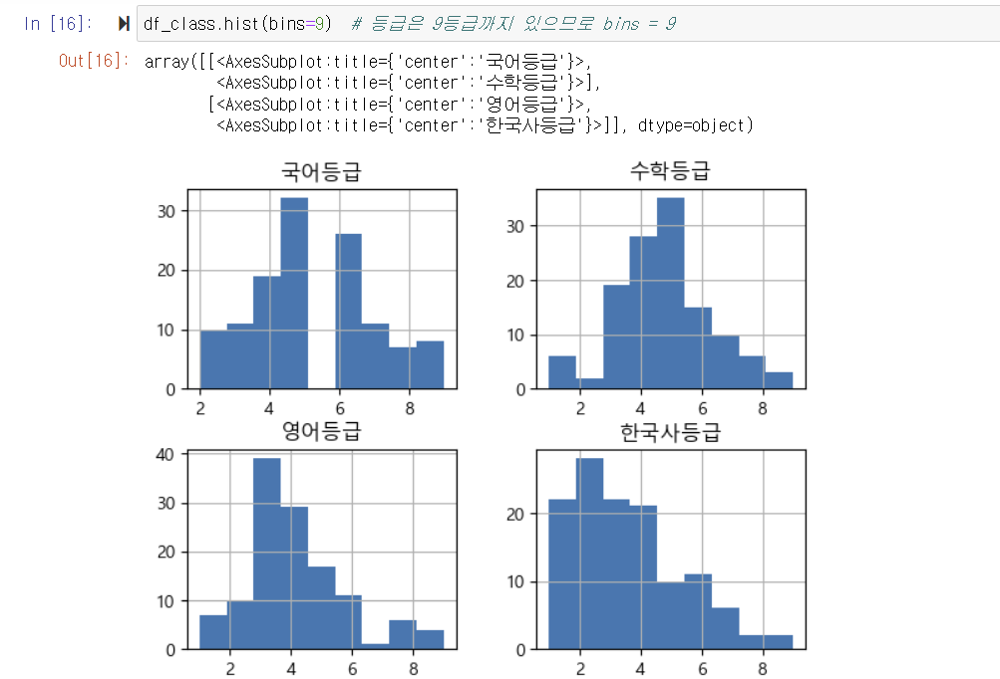 In [16]: df_class.hist(bins=9)  # 등급은 9등급까지 있으므로 bins = 9
Out[16]: array([[<AxesSubplot:title={'center':'국어등급'}>,
<AxesSubplot:title={'center':'수학등급'}>],
[<AxesSubplot:title={'center':'영어등급'}>,
<AxesSubplot:title={'center':'한국사등급'}>]], dtype=object)
국어등급
30
20
10
0
2 4 6 8
수학등급
30
20
10
0
2 4 6 8
영어등급
40
30
20
10
0
2 4 6 8
한국사등급
20
10
0
2 4 6 8